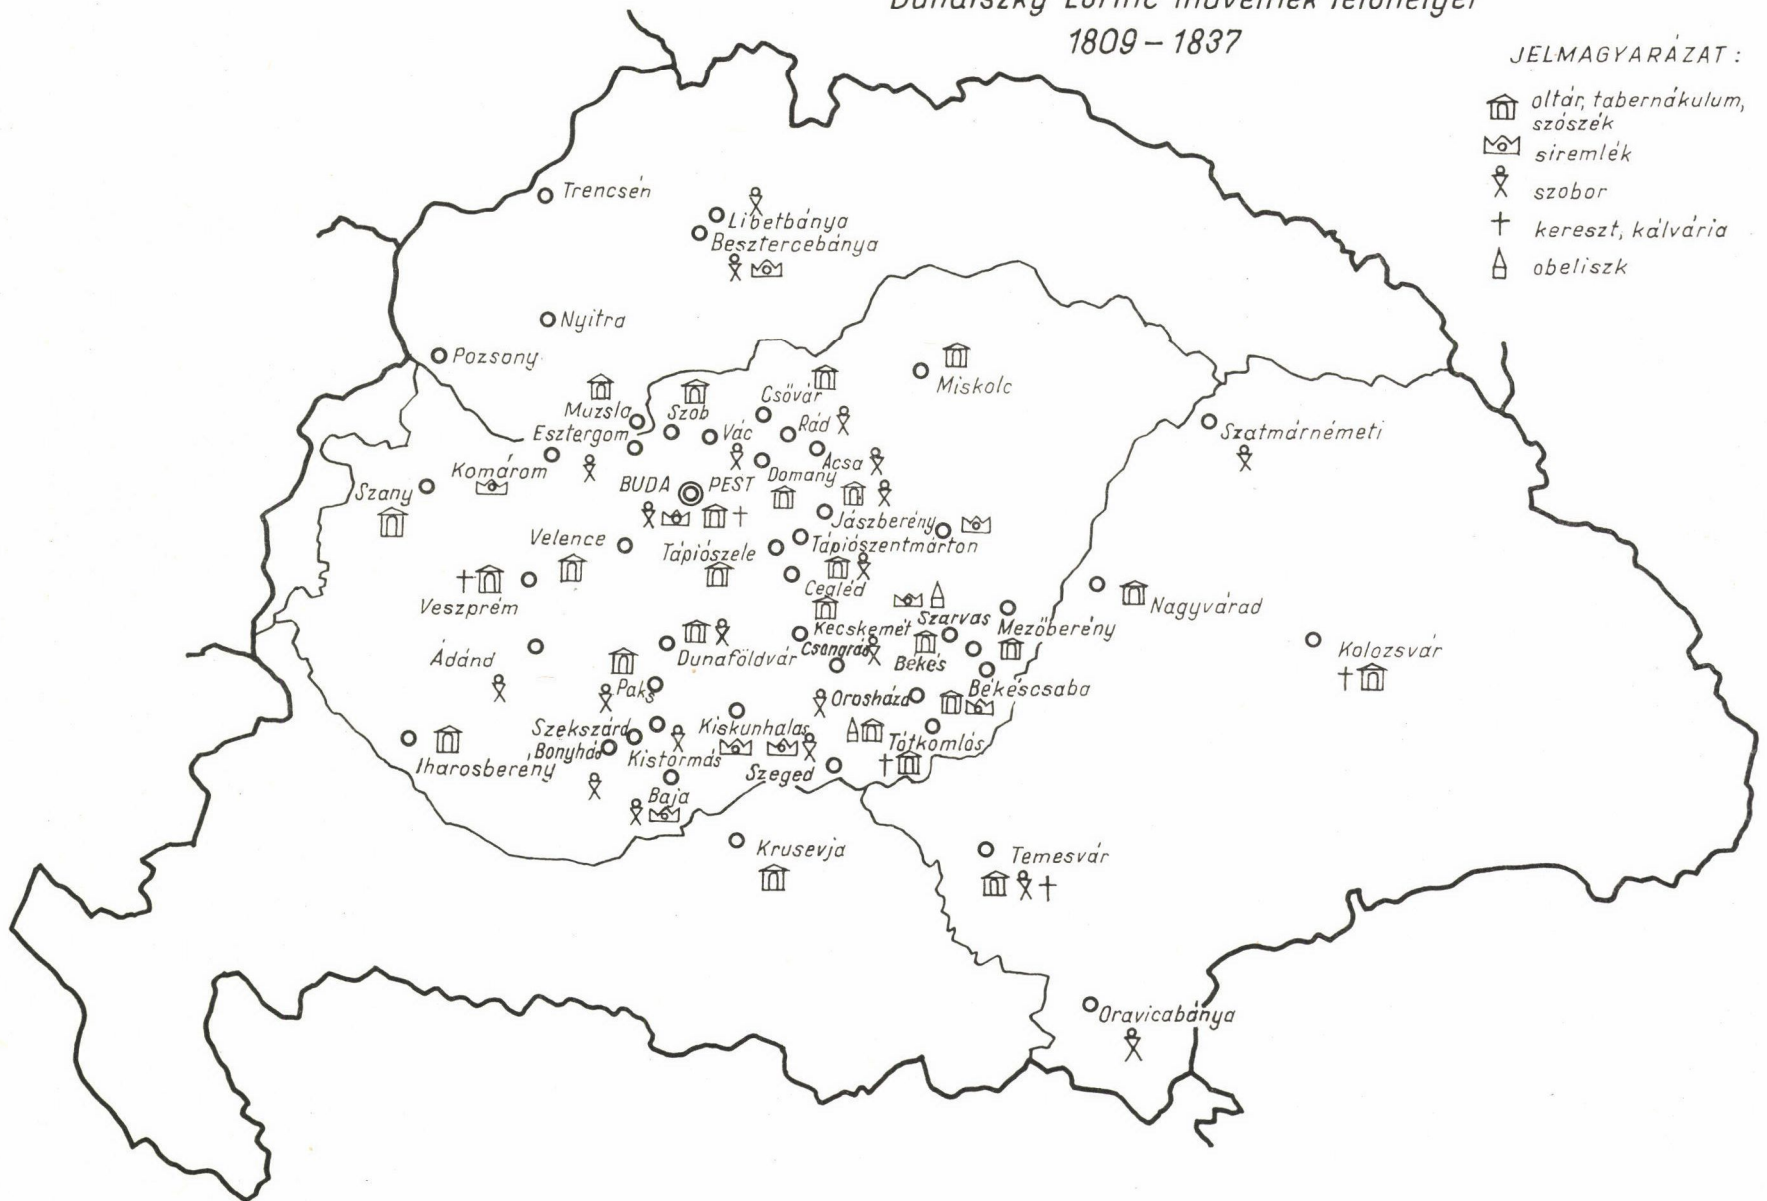 Dunaiszky Lőrinc műveinek lelőhelyei
1809 – 1837
JELMAGYARÁZAT :
oltár, tabernákulum,
szószék
síremlék
szobor
kereszt, kálvária
obeliszk
Trencsén
Libetbánya
Besztercebánya
Nyitra
Pozsony
Miskolc
Csővár
Muzsla
Szob
Rád
Esztergom
Vác
Szatmárnémeti
Komárom
Acsa
Domany
Szany
BUDA
PEST
Jászberény
Velence
Tápiószele
Tápiószentmárton
Cegléd
Veszprém
Nagyvárad
Szarvas
Kecskemét
Mezőberény
Csongrád
Dunaföldvár
Békés
Kolozsvár
Ádánd
Paks
Orosháza
Békéscsaba
Szekszárd
Kiskunhalas
Bonyhád
Kistormás
Tótkomlós
Iharosberény
Szeged
Baja
Krusevja
Temesvár
Oravicabánya